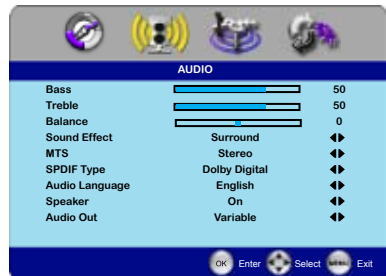 AUDIO
Bass 50
Treble 50
Balance 0
Sound Effect Surround
MTS Stereo
SPDIF Type Dolby Digital
Audio Language English
Speaker On
Audio Out Variable
OK Enter Select MENU Exit